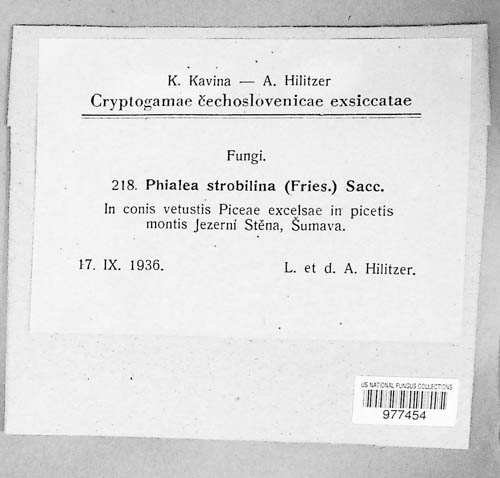 K. Kavina — A. Hilitzer
Cryptogamae čechoslovenicae exsiccatae
Fungi.
218. Phialea strobilina (Fries.) Sacc.
In conis vetustis Piceae excelsae in picetis
montis Jezerní Stěna, Šumava.
17. IX. 1936. L. et d. A. Hilitzer.
US NATIONAL FUNGUS COLLECTIONS
977454